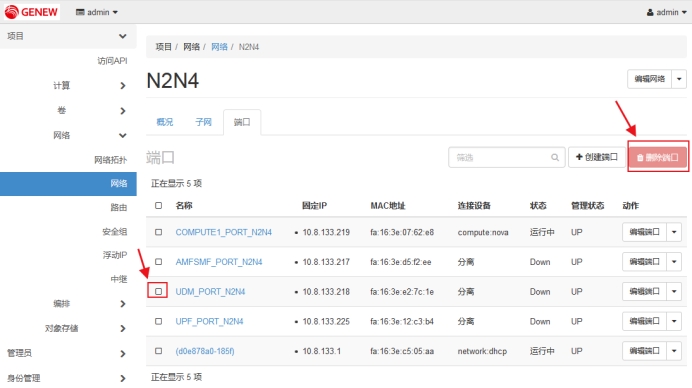 GENEW admin admin
项目
访问API
计算
卷
网络
网络拓扑
网络
路由
安全组
浮动IP
中继
编排
对象存储
管理员
身份管理
项目 / 网络 / 网络 / N2N4
N2N4 编辑网络
概况 子网 端口
端口 筛选 创建端口 删除端口
正在显示 5 项
名称 固定IP MAC地址 连接设备 状态 管理状态 动作
COMPUTE1_PORT_N2N4 • 10.8.133.219 fa:16:3e:07:62:e8 compute:nova 运行中 UP 编辑端口
AMFSMF_PORT_N2N4 • 10.8.133.217 fa:16:3e:d5:f2:ee 分离 Down UP 编辑端口
UDM_PORT_N2N4 • 10.8.133.218 fa:16:3e:e2:7c:1e 分离 Down UP 编辑端口
UPF_PORT_N2N4 • 10.8.133.225 fa:16:3e:12:c3:b4 分离 Down UP 编辑端口
(d0e878a0-185f) • 10.8.133.1 fa:16:3e:c5:05:aa network:dhcp 运行中 UP 编辑端口
正在显示 5 项